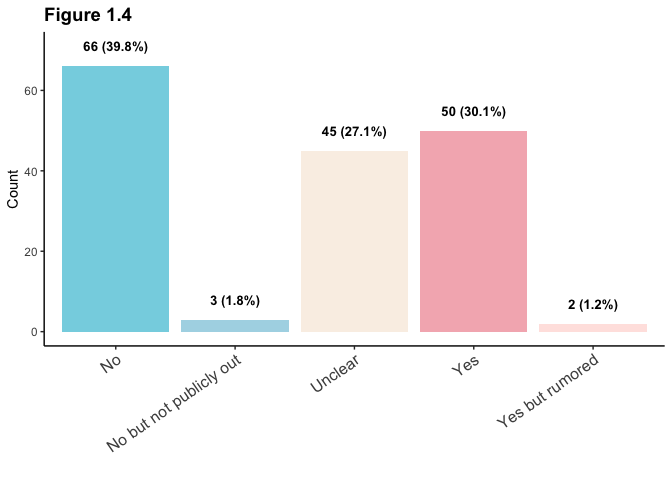 Figure 1.4
66 (39.8%)
3 (1.8%)
45 (27.1%)
50 (30.1%)
2 (1.2%)
Count
60
40
20
0
No
No but not publicly out
Unclear
Yes
Yes but rumored